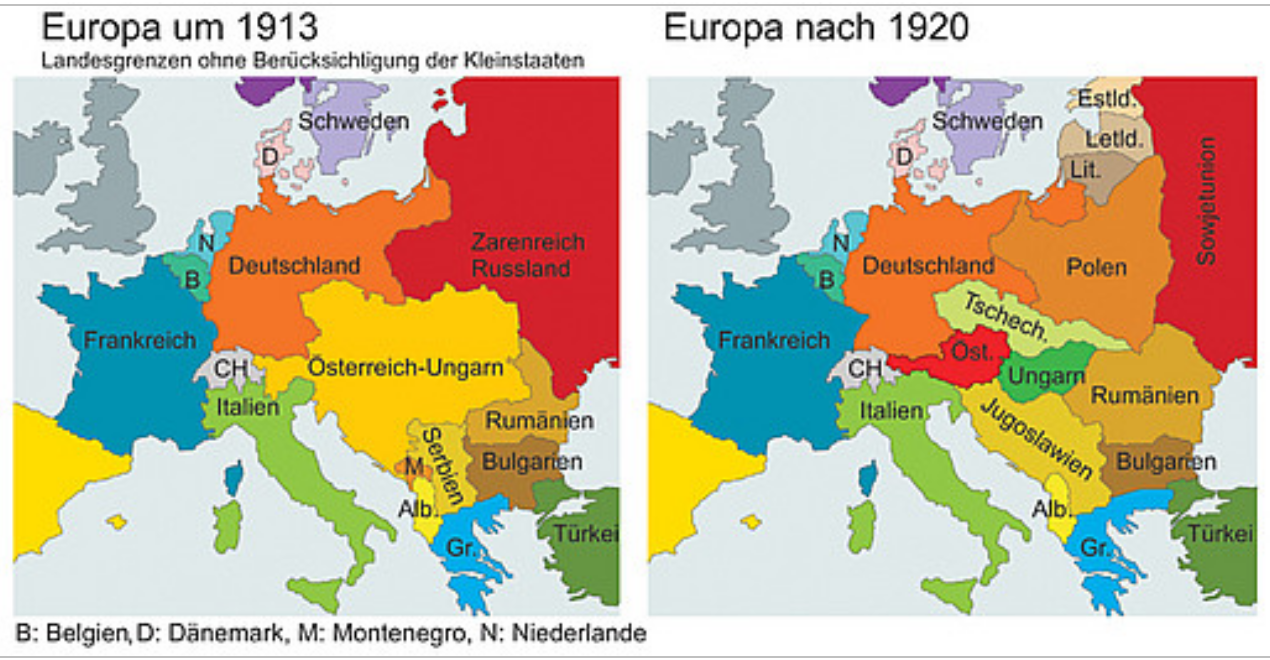 Europa um 1913
Landesgrenzen ohne Berücksichtigung der Kleinstaaten
Schweden
D
N
B
Deutschland
Zarenreich
Russland
Frankreich
CH
Österreich-Ungarn
Italien
Rumänien
Serbien
M
Bulgarien
Alb.
Gr.
Türkei
Europa nach 1920
Estld.
Schweden
Letld.
D
Lit.
Sowjetunion
N
B
Deutschland
Polen
Tschech.
Frankreich
Öst.
CH
Ungarn
Italien
Rumänien
Jugoslawien
Bulgarien
Alb.
Gr.
Türkei
B: Belgien, D: Dänemark, M: Montenegro, N: Niederlande